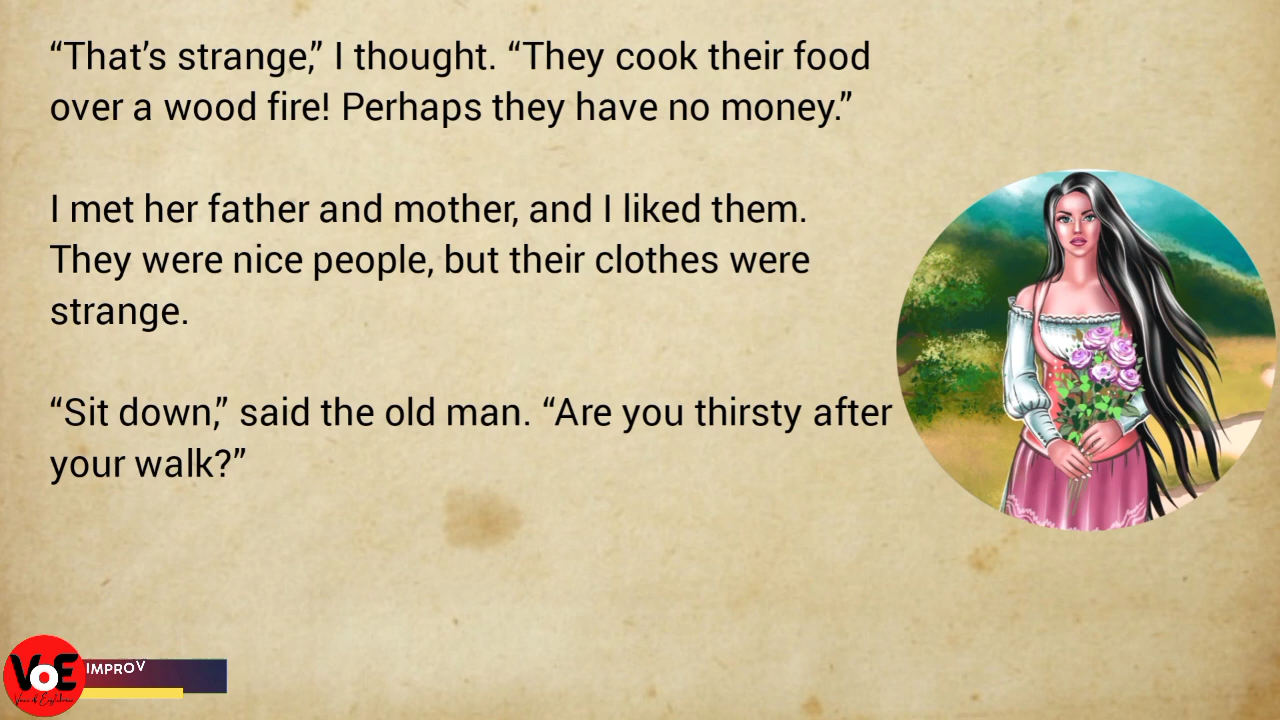 “That’s strange,” I thought. “They cook their food
over a wood fire! Perhaps they have no money.”
I met her father and mother, and I liked them.
They were nice people, but their clothes were
strange.
“Sit down,” said the old man. “Are you thirsty after
your walk?”
VOE
IMPROV